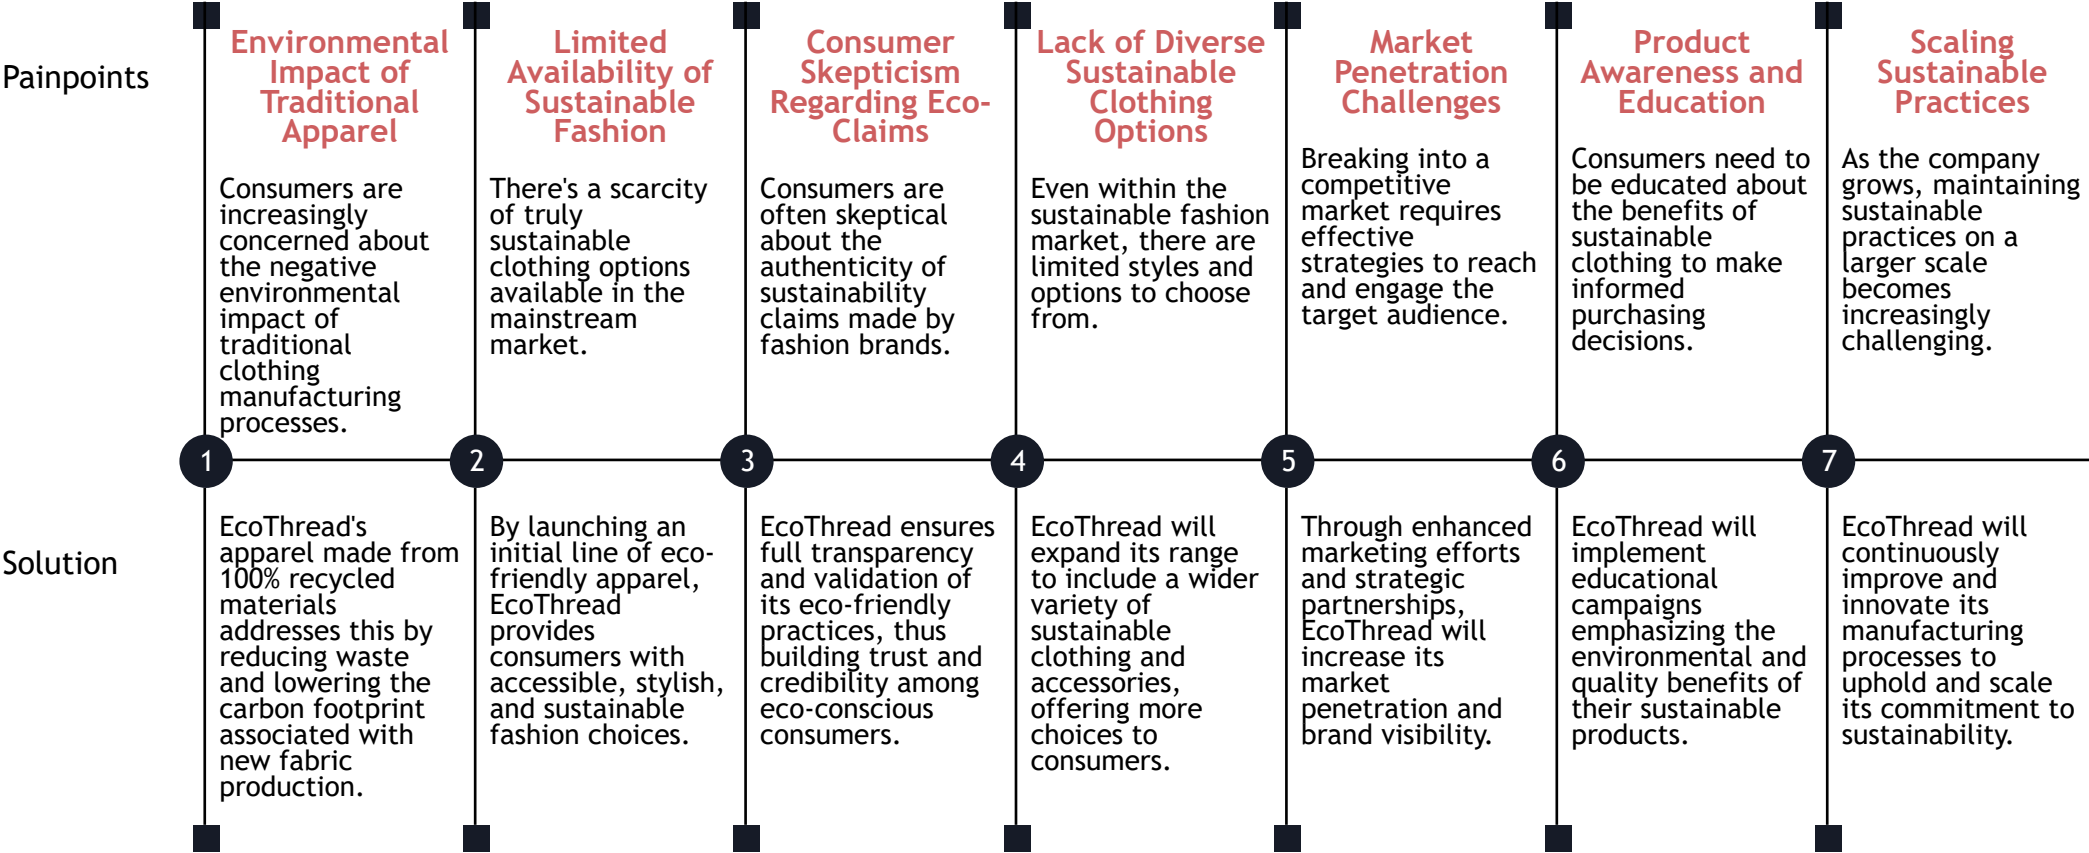 Painpoints
Environmental
Impact of
Traditional
Apparel
Consumers are
increasingly
concerned about
the negative
environmental
impact of
traditional
clothing
manufacturing
processes.
Limited
Availability of
Sustainable
Fashion
There's a scarcity
of truly
sustainable
clothing options
available in the
mainstream
market.
Consumer
Skepticism
Regarding Eco-
Claims
Consumers are
often skeptical
about the
authenticity of
sustainability
claims made by
fashion brands.
Lack of Diverse
Sustainable
Clothing
Options
Even within the
sustainable fashion
market, there are
limited styles and
options to choose
from.
Market
Penetration
Challenges
Breaking into a
competitive
market requires
effective
strategies to reach
and engage the
target audience.
Product
Awareness and
Education
Consumers need to
be educated about
the benefits of
sustainable
clothing to make
informed
purchasing
decisions.
Scaling
Sustainable
Practices
As the company
grows, maintaining
sustainable
practices on a
larger scale
becomes
increasingly
challenging.
1
2
3
4
5
6
7
Solution
EcoThread's
apparel made from
100% recycled
materials
addresses this by
reducing waste
and lowering the
carbon footprint
associated with
new fabric
production.
By launching an
initial line of eco-
friendly apparel,
EcoThread
provides
consumers with
accessible, stylish,
and sustainable
fashion choices.
EcoThread ensures
full transparency
and validation of
its eco-friendly
practices, thus
building trust and
credibility among
eco-conscious
consumers.
EcoThread will
expand its range
to include a wider
variety of
sustainable
clothing and
accessories,
offering more
choices to
consumers.
Through enhanced
marketing efforts
and strategic
partnerships,
EcoThread will
increase its
market
penetration and
brand visibility.
EcoThread will
implement
educational
campaigns
emphasizing the
environmental and
quality benefits of
their sustainable
products.
EcoThread will
continuously
improve and
innovate its
manufacturing
processes to
uphold and scale
its commitment to
sustainability.